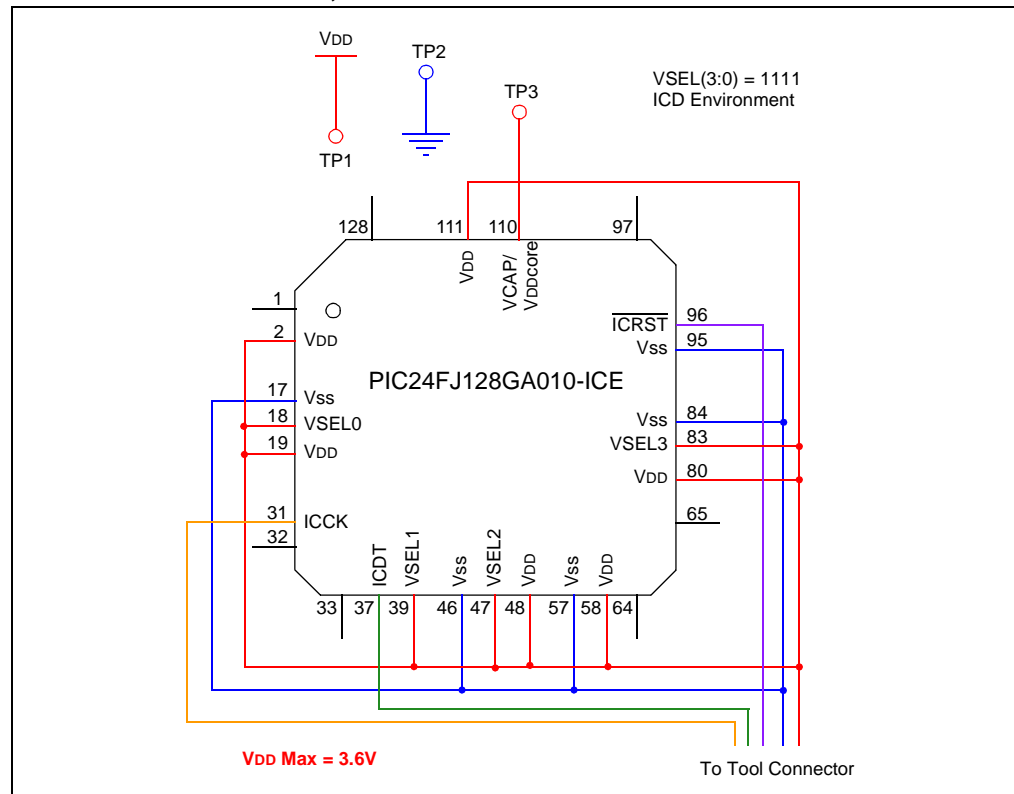 VDD
TP2
TP3
TP1
VSEL(3:0) = 1111
ICD Environment
128
111
110
97
VDD
VCAP/
VDDcore
1
2
VDD
17
Vss
18
VSEL0
19
VDD
31
ICCK
32
PIC24FJ128GA010-ICE
ICRST
96
Vss
95
Vss
84
VSEL3
83
VDD
80
65
ICDT
VSEL1
Vss
VSEL2
VDD
Vss
VDD
33
37
39
46
47
48
57
58
64
VDD Max = 3.6V
To Tool Connector